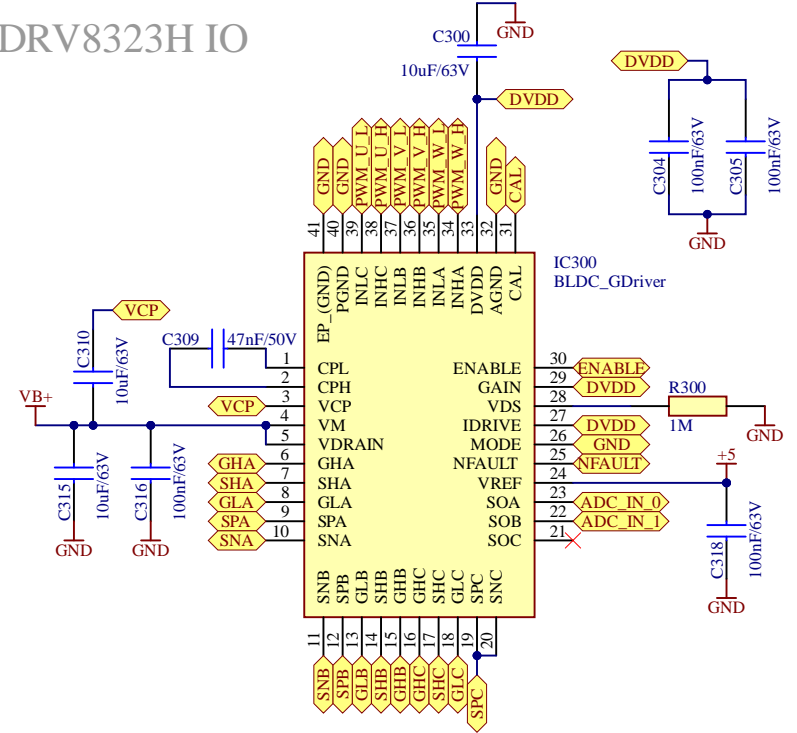 DRV8323H IO
C300
10uF/63V
GND
DVDD
DVDD
C304
100nF/63V
C305
100nF/63V
GND
GND
GND
PWM_U_L
PWM_U_H
PWM_V_L
PWM_V_H
PWM_W_L
PWM_W_H
GND
CAL
41
40
39
38
37
36
35
34
33
32
31
EP_(GND)
PGND
INLC
INHC
INLB
INHB
INLA
INHA
DVDD
AGND
CAL
IC300
BLDC_GDriver
VCP
C310
10uF/63V
C309
47nF/50V
VB+
C315
10uF/63V
GND
C316
100nF/63V
GND
1 CPL
2 CPH
VCP 3 VCP
4 VM
5 VDRAIN
GHA 6 GHA
SHA 7 SHA
GLA 8 GLA
SPA 9 SPA
SNA 10 SNA
ENABLE 30 ENABLE
GAIN 29 DVDD
VDS 28
R300
1M
GND
IDRIVE 27 DVDD
MODE 26 GND
NFAULT 25 NFAULT
VREF 24
+5
SOA 23 ADC_IN_0
SOB 22 ADC_IN_1
SOC 21
C318
100nF/63V
GND
SNB
SPB
GLB
SHB
GHB
GHC
SHC
GLC
SPC
SNC
11
12
13
14
15
16
17
18
19
20
SNB
SPB
GLB
SHB
GHB
GHC
SHC
GLC
SPC